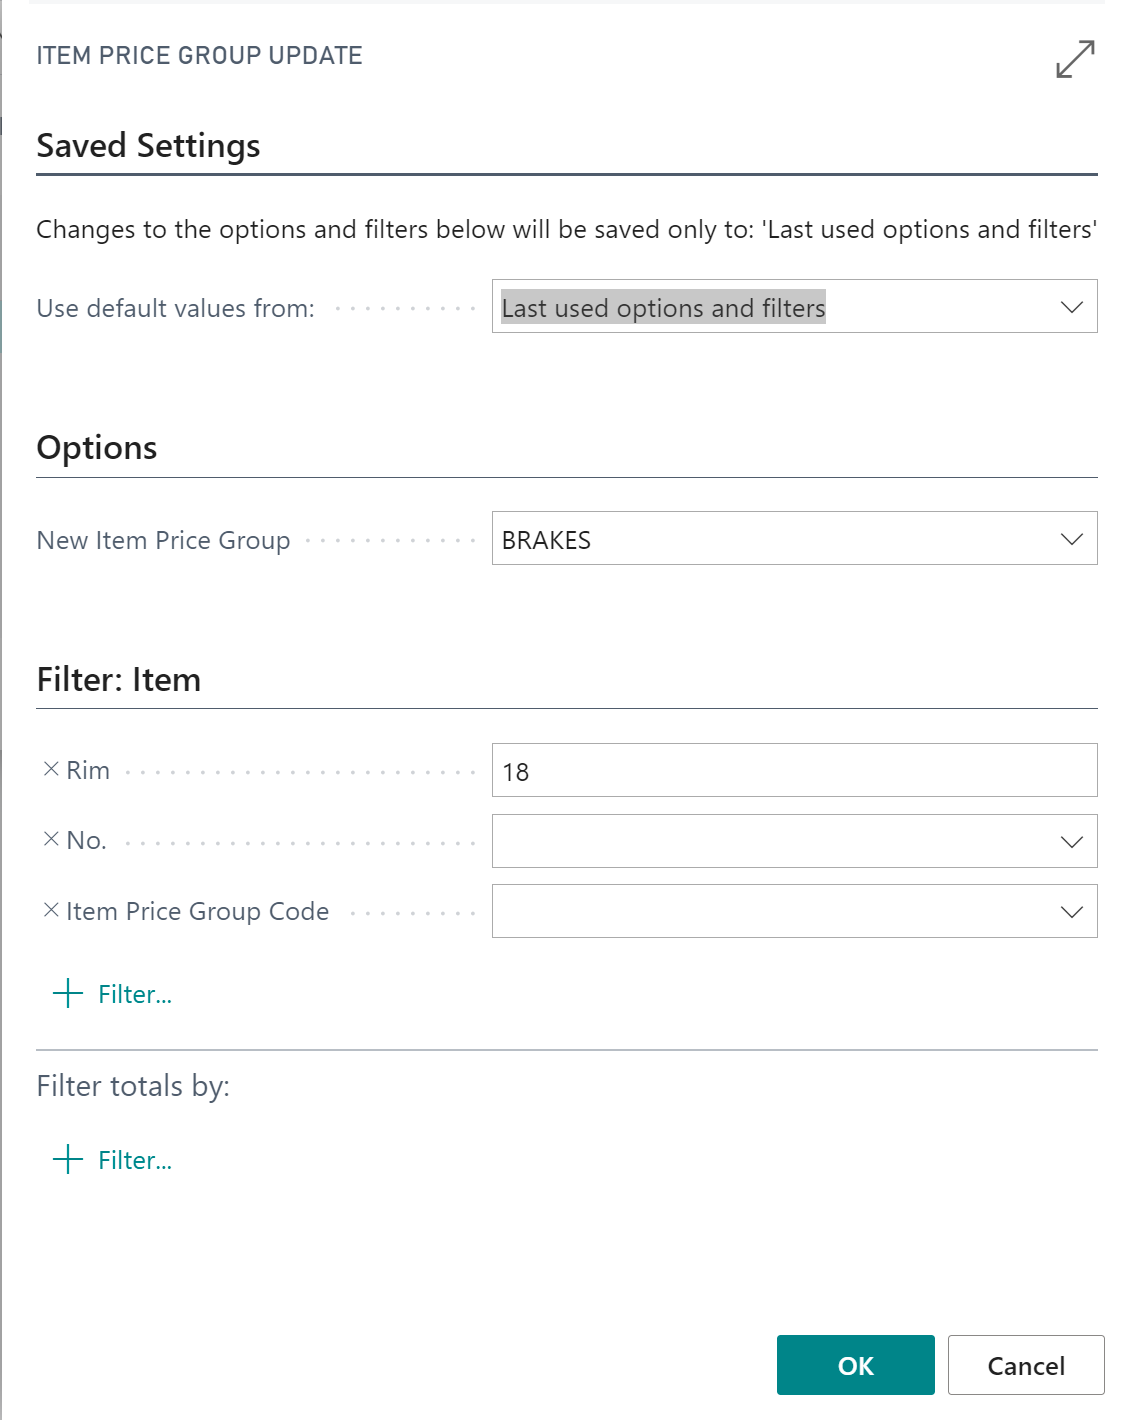 ITEM PRICE GROUP UPDATE
Saved Settings
Changes to the options and filters below will be saved only to: 'Last used options and filters'
Use default values from: Last used options and filters
Options
New Item Price Group BRAKES
Filter: Item
Rim 18
No.
Item Price Group Code
Filter...
Filter totals by:
Filter...
OK Cancel